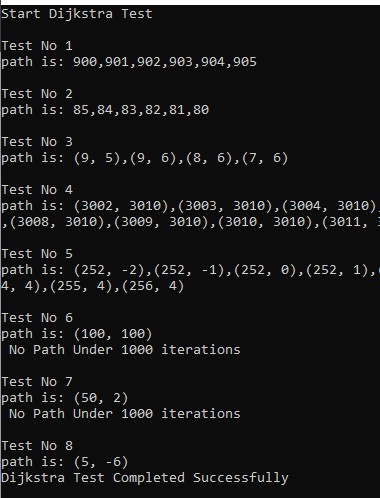 Start Dijkstra Test
Test No 1
path is: 900,901,902,903,904,905
Test No 2
path is: 85,84,83,82,81,80
Test No 3
path is: (9, 5),(9, 6),(8, 6),(7, 6)
Test No 4
path is: (3002, 3010),(3003, 3010),(3004, 3010)
,(3008, 3010),(3009, 3010),(3010, 3010),(3011,
Test No 5
path is: (252, -2),(252, -1),(252, 0),(252, 1),
4, 4),(255, 4),(256, 4)
Test No 6
path is: (100, 100)
No Path Under 1000 iterations
Test No 7
path is: (50, 2)
No Path Under 1000 iterations
Test No 8
path is: (5, -6)
Dijkstra Test Completed Successfully